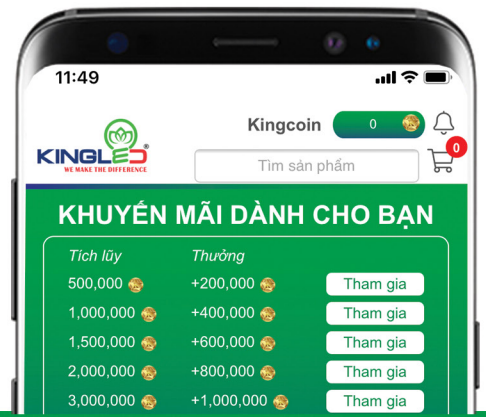 11:49
Kingcoin 0
KINGLED®
WE MAKE THE DIFFERENCE
Tìm sản phẩm
0
KHUYẾN MÃI DÀNH CHO BẠN
Tích lũy Thưởng
500,000 +200,000 Tham gia
1,000,000 +400,000 Tham gia
1,500,000 +600,000 Tham gia
2,000,000 +800,000 Tham gia
3,000,000 +1,000,000 Tham gia